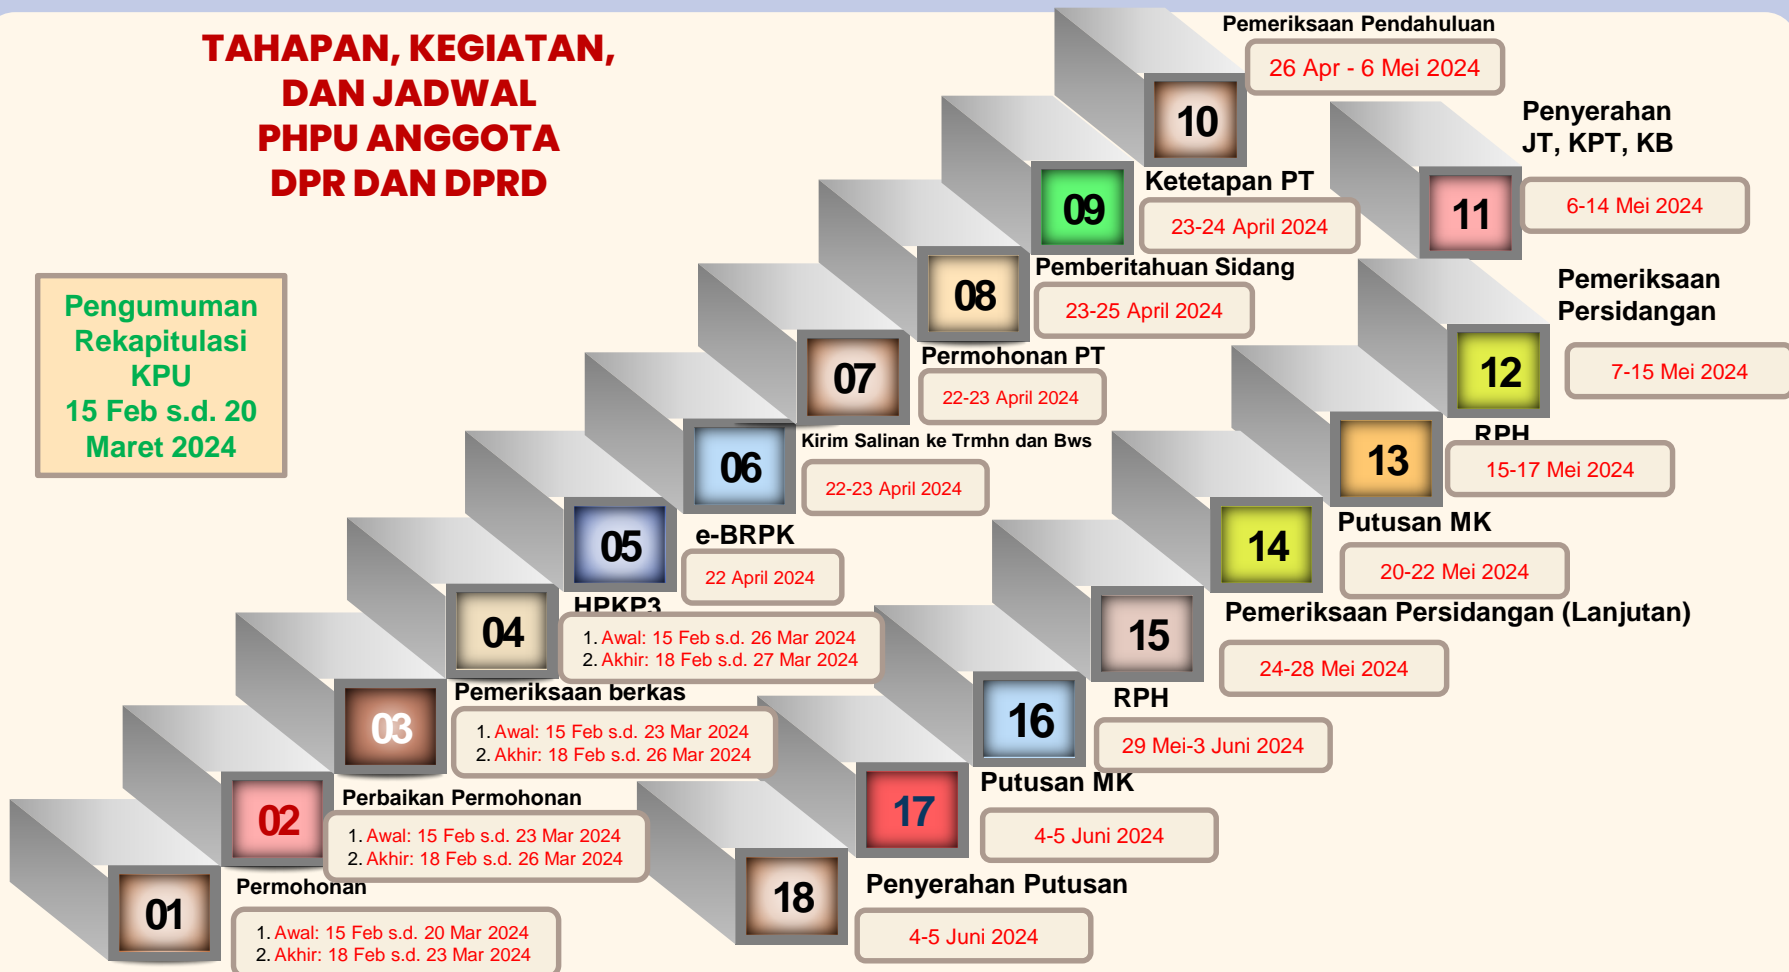 TAHAPAN, KEGIATAN,
DAN JADWAL
PHPU ANGGOTA
DPR DAN DPRD
Pengumuman
Rekapitulasi
KPU
15 Feb s.d. 20
Maret 2024
01
Permohonan
1. Awal: 15 Feb s.d. 20 Mar 2024
2. Akhir: 18 Feb s.d. 23 Mar 2024
02
Perbaikan Permohonan
1. Awal: 15 Feb s.d. 23 Mar 2024
2. Akhir: 18 Feb s.d. 26 Mar 2024
03
Pemeriksaan berkas
1. Awal: 15 Feb s.d. 23 Mar 2024
2. Akhir: 18 Feb s.d. 26 Mar 2024
04
HPKP3
1. Awal: 15 Feb s.d. 26 Mar 2024
2. Akhir: 18 Feb s.d. 27 Mar 2024
05
e-BRPK
22 April 2024
06
Kirim Salinan ke Trmhn dan Bws
22-23 April 2024
07
Permohonan PT
22-23 April 2024
08
Pemberitahuan Sidang
23-25 April 2024
09
Ketetapan PT
23-24 April 2024
10
Pemeriksaan Pendahuluan
26 Apr - 6 Mei 2024
11
Penyerahan
JT, KPT, KB
6-14 Mei 2024
12
Pemeriksaan
Persidangan
7-15 Mei 2024
13
RPH
15-17 Mei 2024
14
Putusan MK
20-22 Mei 2024
15
Pemeriksaan Persidangan (Lanjutan)
24-28 Mei 2024
16
RPH
29 Mei-3 Juni 2024
17
Putusan MK
4-5 Juni 2024
18
Penyerahan Putusan
4-5 Juni 2024